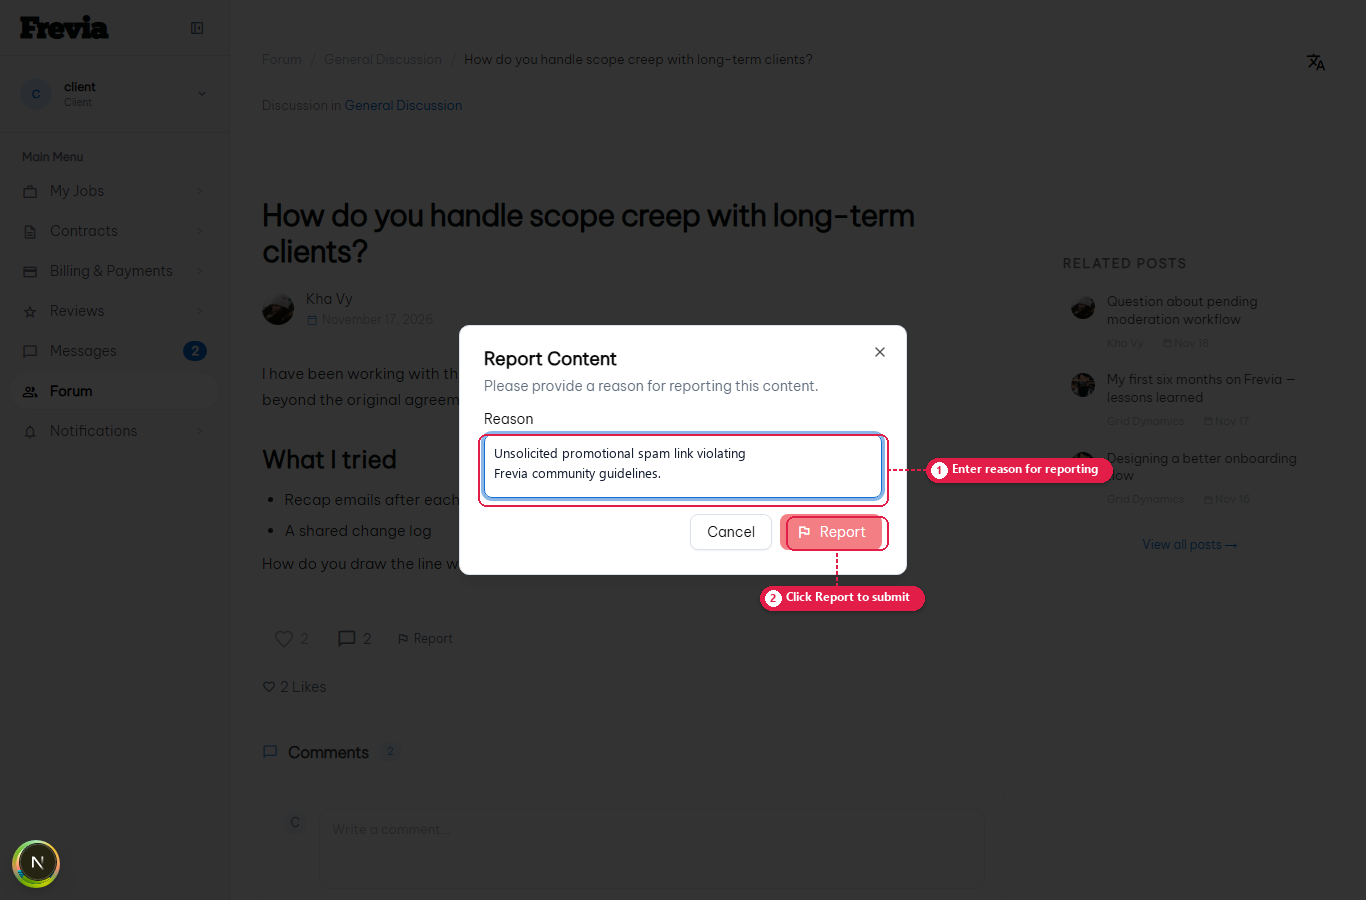 Frevia
C
client
Client
Main Menu
My Jobs
Contracts
Billing & Payments
Reviews
Messages
2
Forum
Notifications
Forum / General Discussion / How do you handle scope creep with long-term clients?
Discussion in General Discussion
How do you handle scope creep with long-term
clients?
Kha Vy
November 17, 2026
I have been working with th
beyond the original agreem
What I tried
• Recap emails after each
• A shared change log
How do you draw the line w
2
2
Report
2 Likes
Comments
2
C
Write a comment...
RELATED POSTS
Question about pending
moderation workflow
Kha Vy
Nov 18
My first six months on Frevia —
lessons learned
Grid Dynamics
Nov 17
Designing a better onboarding
Grid Dynamics
Nov 16
View all posts →
Report Content
Please provide a reason for reporting this content.
Reason
Unsolicited promotional spam link violating
Frevia community guidelines.
Cancel
Report
1 Enter reason for reporting
2 Click Report to submit
N